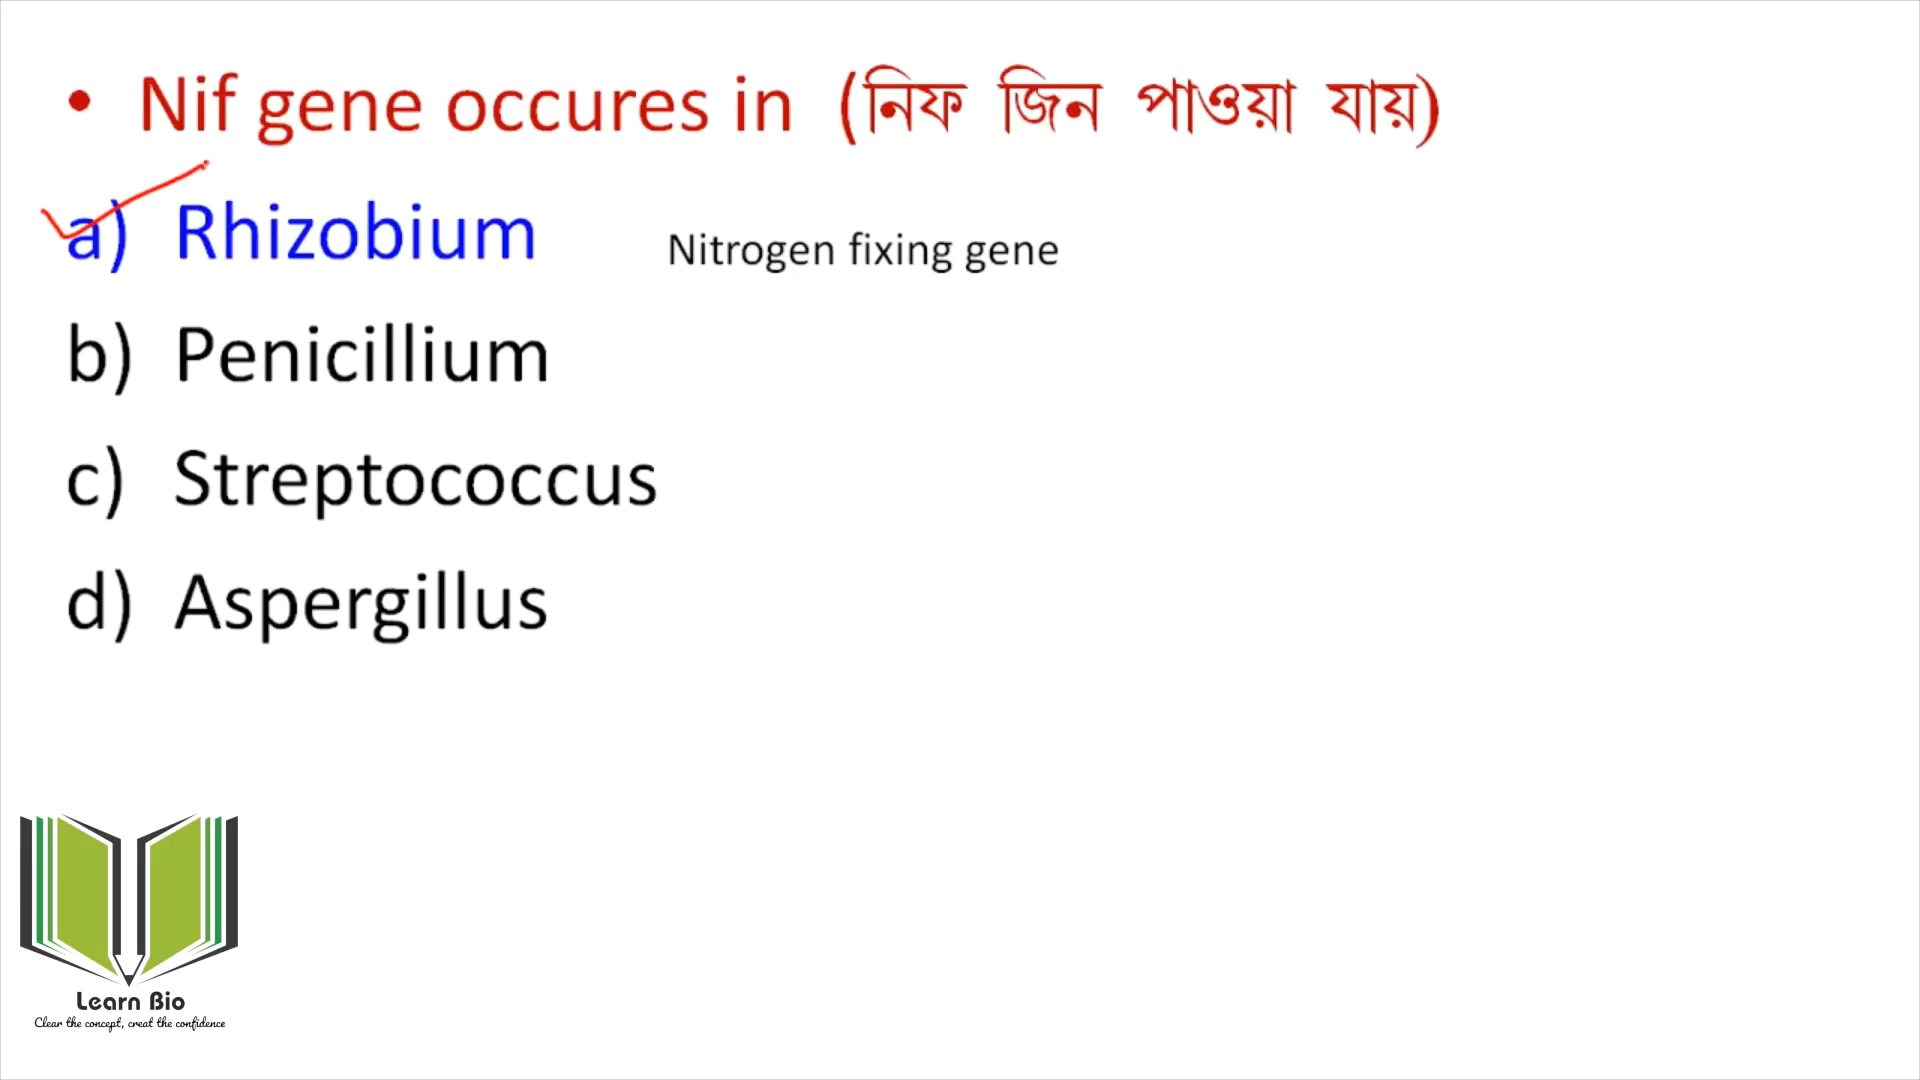 • Nif gene occures in (নিফ জিন পাওয়া যায়)
a) Rhizobium
Nitrogen fixing gene
b) Penicillium
c) Streptococcus
d) Aspergillus
Learn Bio
Clear the concept, creat the confidence